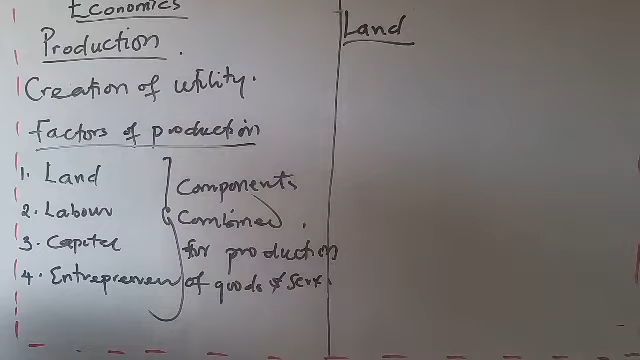 Economics
Production.
Creation of utility.
Factors of production
1. Land
2. Labour
3. Capital
4. Entrepreneur
Components
Combined
for production
of goods & serv.
Land